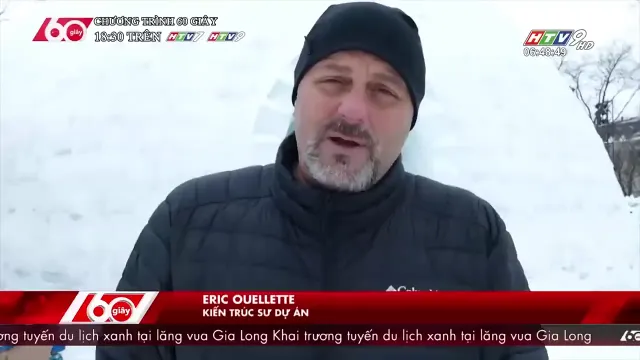 60 giây
CHƯƠNG TRÌNH 60 GIÂY
18:30 TRÊN HTV7 HTV9
HTV9 HD
06:48:49
Columbia
ERIC OUELLETTE
KIẾN TRÚC SƯ DỰ ÁN
60 giây
ơng tuyến du lịch xanh tại lăng vua Gia Long Khai trương tuyến du lịch xanh tại lăng vua Gia Long